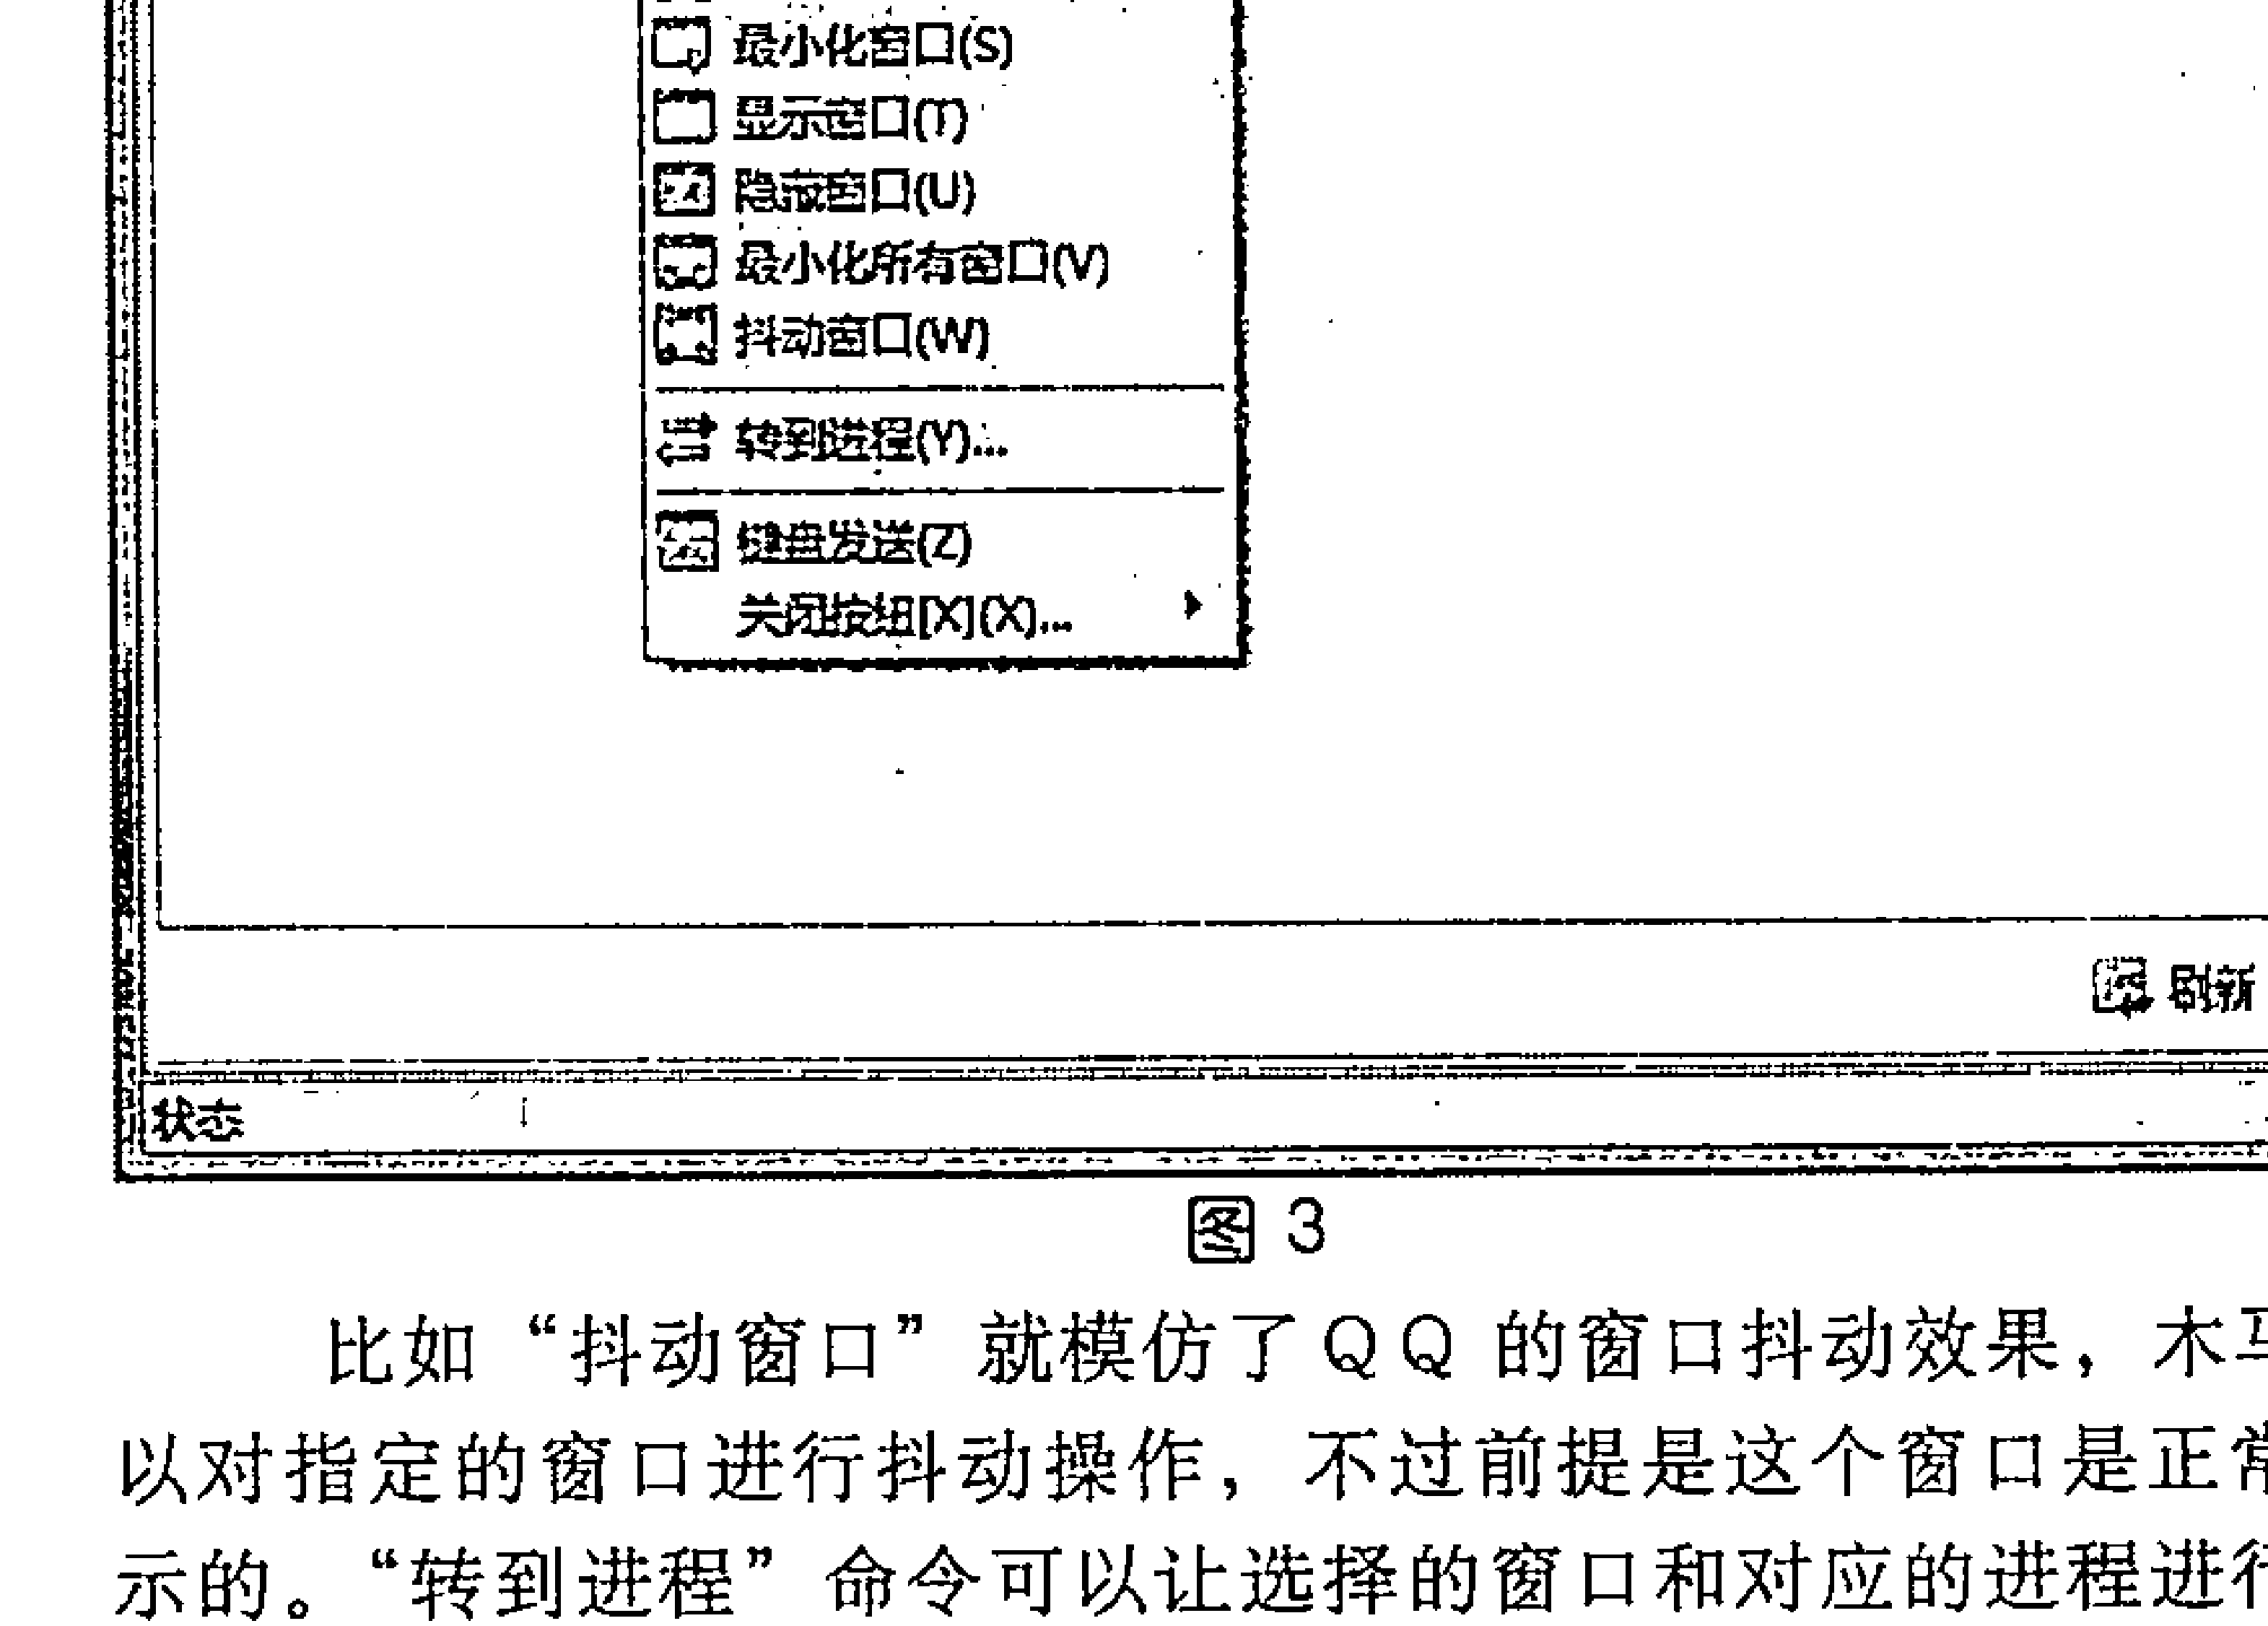 最小化窗口(S)
显示窗口(T)
隐藏窗口(U)
最小化所有窗口(V)
抖动窗口(W)
转到进程(Y)...
键盘发送(Z)
关闭按钮[X](X)...
刷新
状态
图 3
比如“抖动窗口”就模仿了QQ 的窗口抖动效果，木马
以对指定的窗口进行抖动操作，不过前提是这个窗口是正常
示的。“转到进程”命令可以让选择的窗口和对应的进程进行